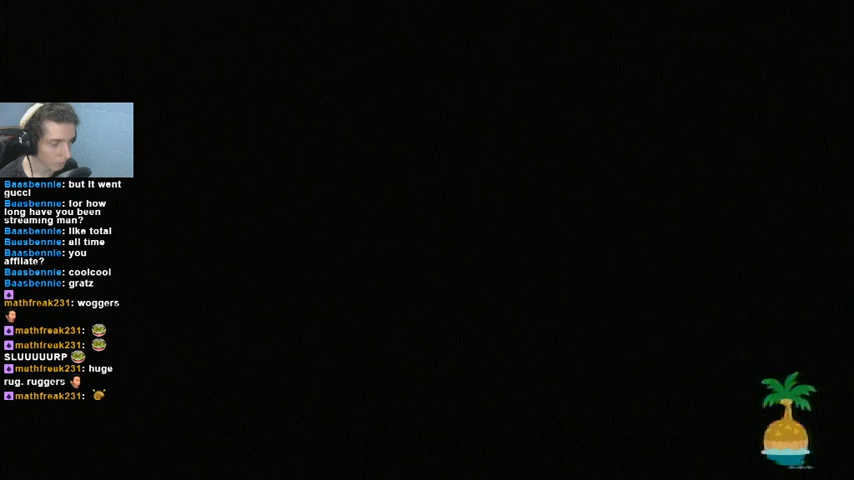 Baasbennie: but it went
gucci
Baasbennie: for how
long have you been
streaming man?
Baasbennie: like total
Baasbennie: all time
Baasbennie: you
affliate?
Baasbennie: coolcool
Baasbennie: gratz
mathfreak231: woggers
mathfreak231:
mathfreak231:
SLUUUUURP
mathfreak231: huge
rug. ruggers
mathfreak231: